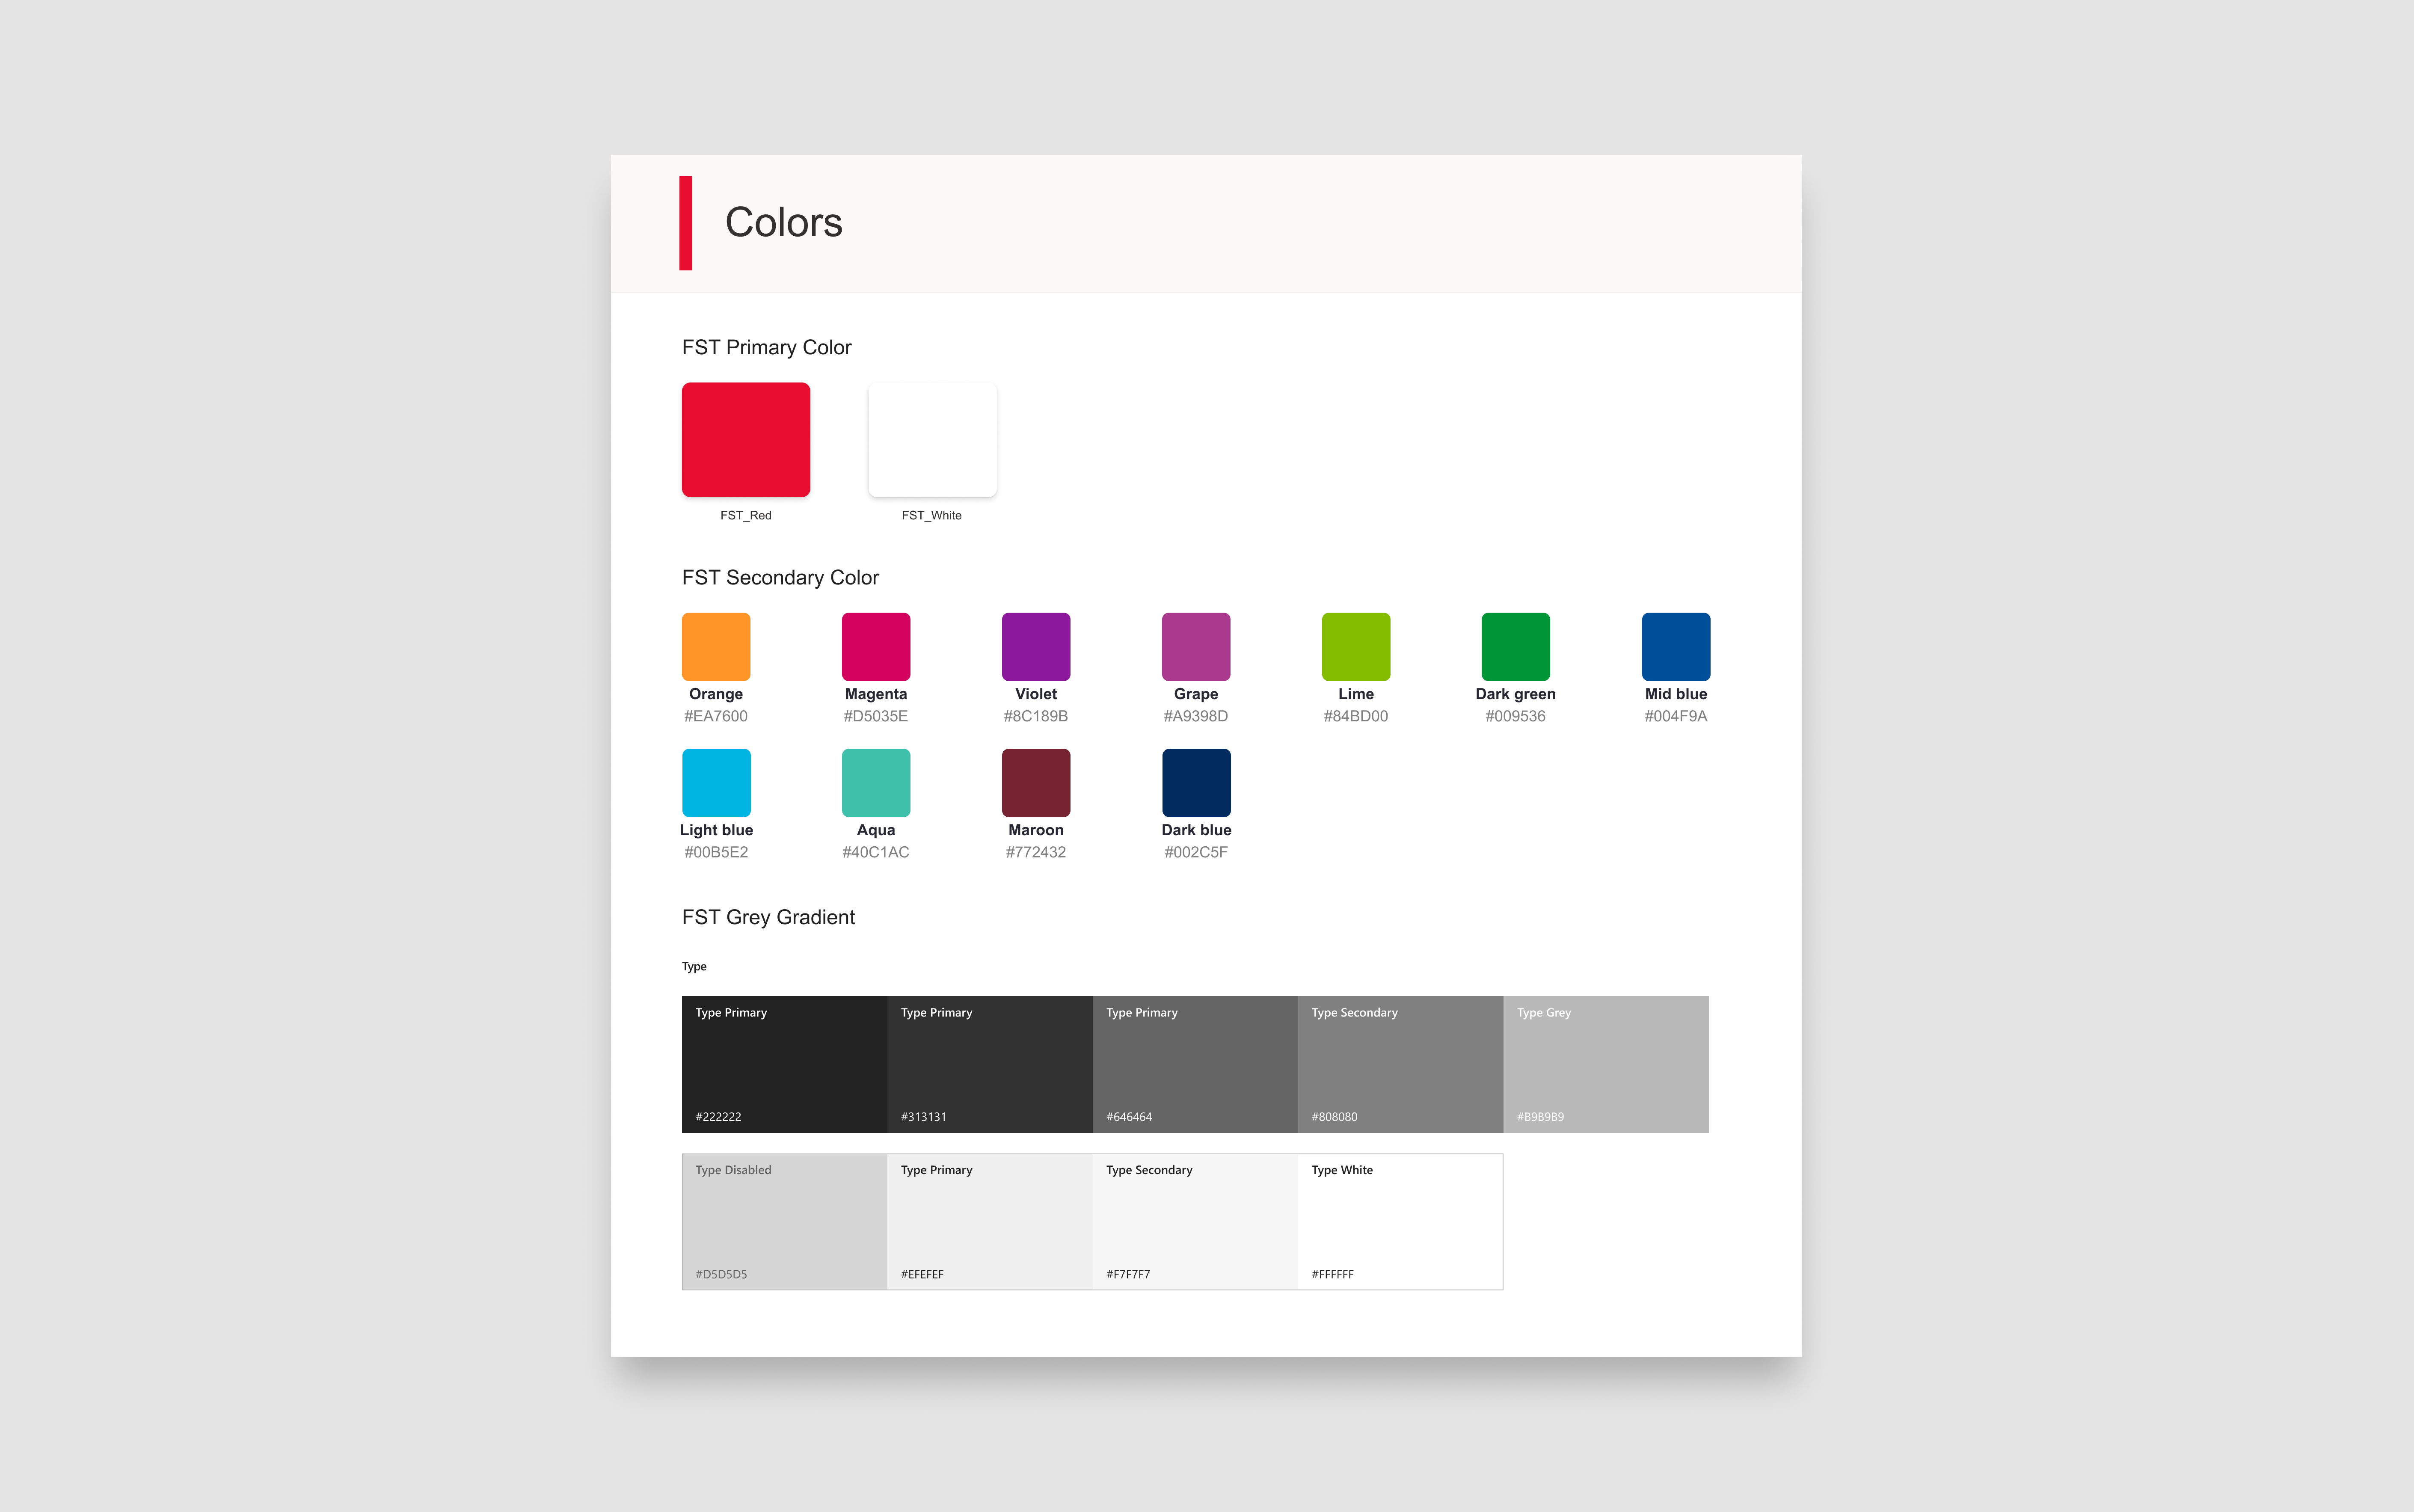 Colors
FST Primary Color
FST_Red
FST_White
FST Secondary Color
Orange
#EA7600
Magenta
#D5035E
Violet
#8C189B
Grape
#A9398D
Lime
#84BD00
Dark green
#009536
Mid blue
#004F9A
Light blue
#00B5E2
Aqua
#40C1AC
Maroon
#772432
Dark blue
#002C5F
FST Grey Gradient
Type
Type Primary
#222222
Type Primary
#313131
Type Primary
#646464
Type Secondary
#808080
Type Grey
#B9B9B9
Type Disabled
#D5D5D5
Type Primary
#EFEFEF
Type Secondary
#F7F7F7
Type White
#FFFFFF